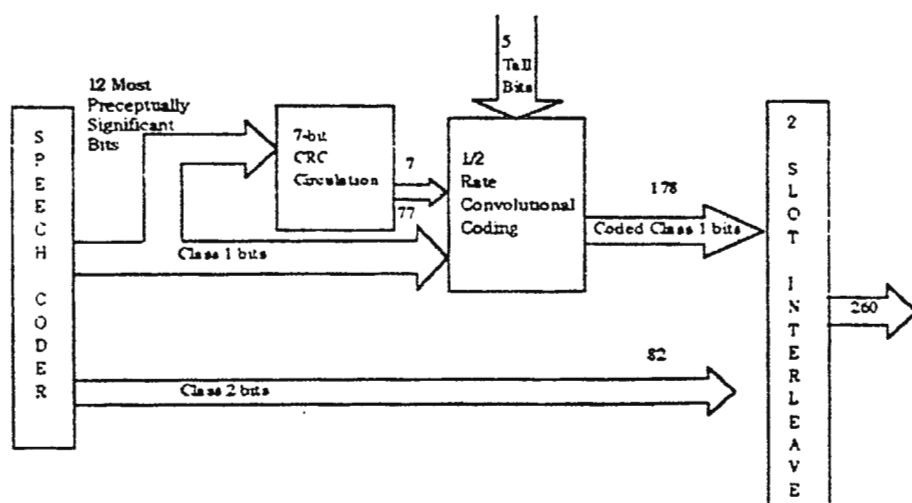 5
Tail
Bits
12 Most
Preceptually
Significant
Bits
SPEECH CODER
7-bit
CRC
Circulation
7
77
1/2
Rate
Convolutional
Coding
178
Coded Class 1 bits
Class 1 bits
2 SLOT INTERLEAVE
260
82
Class 2 bits